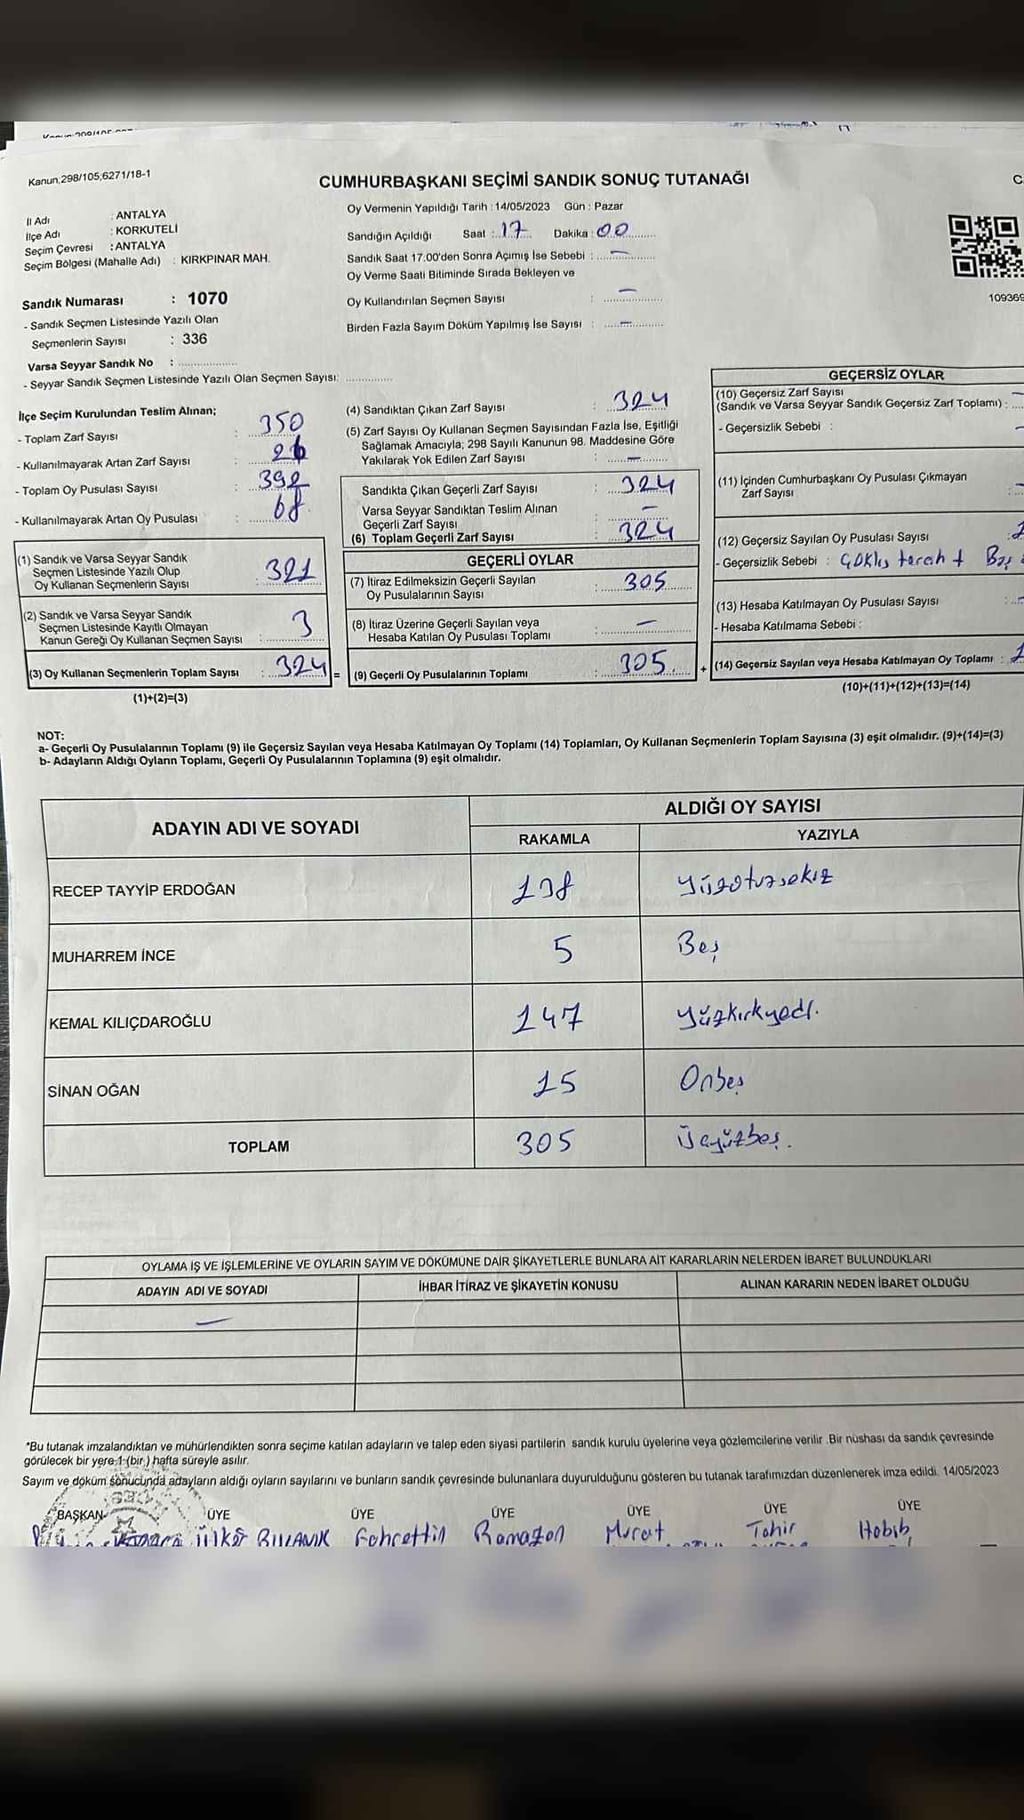 Kanun;298/105;6271/18-1
CUMHURBAŞKANI SEÇİMİ SANDIK SONUÇ TUTANAĞI
İl Adı : ANTALYA
İlçe Adı : KORKUTELİ
Seçim Çevresi : ANTALYA
Seçim Bölgesi (Mahalle Adı) : KIRKPINAR MAH.
Sandık Numarası : 1070
- Sandık Seçmen Listesinde Yazılı Olan
Seçmenlerin Sayısı : 336
Varsa Seyyar Sandık No : ................
- Seyyar Sandık Seçmen Listesinde Yazılı Olan Seçmen Sayısı: .............
Oy Vermenin Yapıldığı Tarih : 14/05/2023 Gün : Pazar
Sandığın Açıldığı Saat : 17 Dakika : 00
Sandık Saat 17.00'den Sonra Açımış İse Sebebi : —
Oy Verme Saati Bitiminde Sırada Bekleyen ve
Oy Kullandırılan Seçmen Sayısı : —
Birden Fazla Sayım Döküm Yapılmış İse Sayısı : —
10936
İlçe Seçim Kurulundan Teslim Alınan;
- Toplam Zarf Sayısı : 350
- Kullanılmayarak Artan Zarf Sayısı : 26
- Toplam Oy Pusulası Sayısı : 392
- Kullanılmayarak Artan Oy Pusulası : 68
(1) Sandık ve Varsa Seyyar Sandık
Seçmen Listesinde Yazılı Olup
Oy Kullanan Seçmenlerin Sayısı : 321
(2) Sandık ve Varsa Seyyar Sandık
Seçmen Listesinde Kayıtlı Olmayan
Kanun Gereği Oy Kullanan Seçmen Sayısı : 3
(3) Oy Kullanan Seçmenlerin Toplam Sayısı : 324 =
(1)+(2)=(3)
(4) Sandıktan Çıkan Zarf Sayısı : 324
(5) Zarf Sayısı Oy Kullanan Seçmen Sayısından Fazla İse, Eşitliği
Sağlamak Amacıyla; 298 Sayılı Kanunun 98. Maddesine Göre
Yakılarak Yok Edilen Zarf Sayısı : —
Sandıkta Çıkan Geçerli Zarf Sayısı : 324
Varsa Seyyar Sandıktan Teslim Alınan
Geçerli Zarf Sayısı : —
(6) Toplam Geçerli Zarf Sayısı : 324
GEÇERLİ OYLAR
(7) İtiraz Edilmeksizin Geçerli Sayılan
Oy Pusulalarının Sayısı : 305
(8) İtiraz Üzerine Geçerli Sayılan veya
Hesaba Katılan Oy Pusulası Toplamı : —
(9) Geçerli Oy Pusulalarının Toplamı : 305 +
GEÇERSİZ OYLAR
(10) Geçersiz Zarf Sayısı
(Sandık ve Varsa Seyyar Sandık Geçersiz Zarf Toplamı) :
- Geçersizlik Sebebi :
(11) İçinden Cumhurbaşkanı Oy Pusulası Çıkmayan
Zarf Sayısı
(12) Geçersiz Sayılan Oy Pusulası Sayısı
- Geçersizlik Sebebi :
(13) Hesaba Katılmayan Oy Pusulası Sayısı :
- Hesaba Katılmama Sebebi :
(14) Geçersiz Sayılan veya Hesaba Katılmayan Oy Toplamı :
(10)+(11)+(12)+(13)=(14)
NOT:
a- Geçerli Oy Pusulalarının Toplamı (9) ile Geçersiz Sayılan veya Hesaba Katılmayan Oy Toplamı (14) Toplamları, Oy Kullanan Seçmenlerin Toplam Sayısına (3) eşit olmalıdır. (9)+(14)=(3)
b- Adayların Aldığı Oyların Toplamı, Geçerli Oy Pusulalarının Toplamına (9) eşit olmalıdır.
ADAYIN ADI VE SOYADI ALDIĞI OY SAYISI
RAKAMLA YAZIYLA
RECEP TAYYİP ERDOĞAN 138 Yüzotuzsekiz
MUHARREM İNCE 5 Beş
KEMAL KILIÇDAROĞLU 147 Yüzkırkyedi.
SİNAN OĞAN 15 Onbeş
TOPLAM 305 Üçyüzbeş.
OYLAMA İŞ VE İŞLEMLERİNE VE OYLARIN SAYIM VE DÖKÜMÜNE DAİR ŞİKAYETLERLE BUNLARA AİT KARARLARIN NELERDEN İBARET BULUNDUKLARI
ADAYIN ADI VE SOYADI İHBAR İTİRAZ VE ŞİKAYETİN KONUSU ALINAN KARARIN NEDEN İBARET OLDUĞU
—
*Bu tutanak imzalandıktan ve mühürlendikten sonra seçime katılan adayların ve talep eden siyasi partilerin sandık kurulu üyelerine veya gözlemcilerine verilir .Bir nüshası da sandık çevresinde
görülecek bir yere 1 (bir ) hafta süreyle asılır.
Sayım ve döküm sonucunda adayların aldığı oyların sayılarını ve bunların sandık çevresinde bulunanlara duyurulduğunu gösteren bu tutanak tarafımızdan düzenlenerek imza edildi. 14/05/2023
BAŞKAN ÜYE ÜYE ÜYE ÜYE ÜYE ÜYE
Ülkü Fahrettin Ramazan Murat Tahir Habib